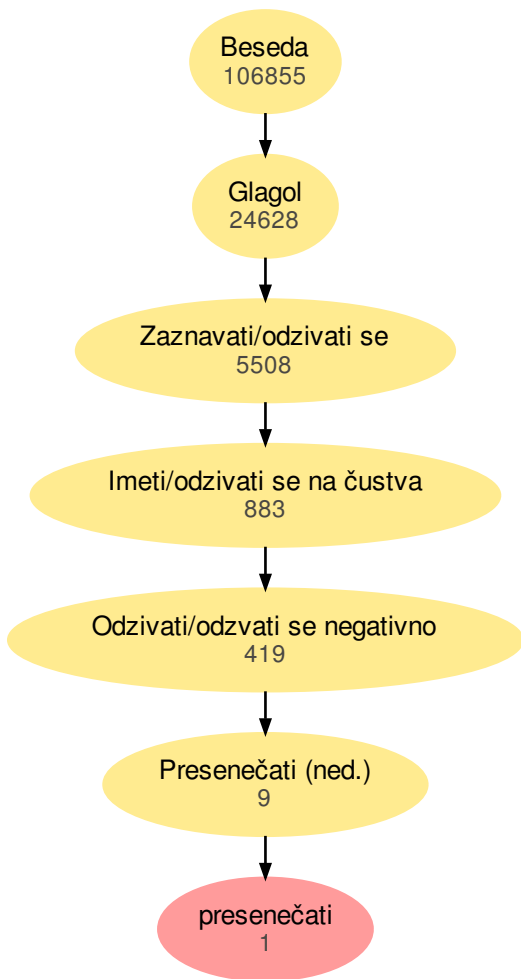 Beseda
106855
Glagol
24628
Zaznavati/odzivati se
5508
Imeti/odzivati se na čustva
883
Odzivati/odzvati se negativno
419
Presenečati (ned.)
9
presenečati
1